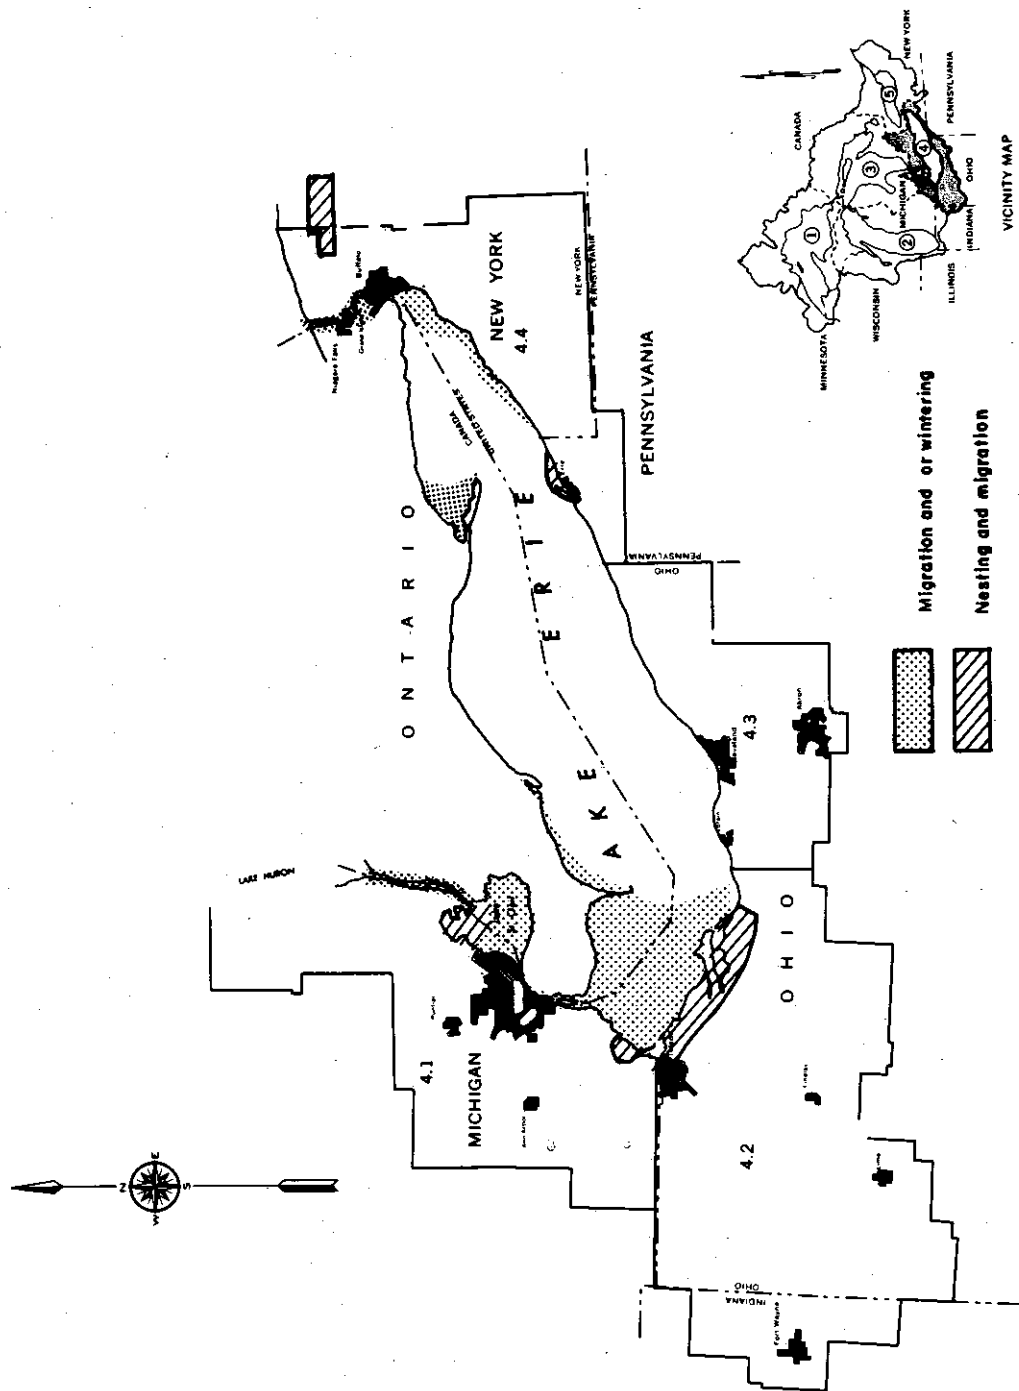 N
W
E
S
LAKE HURON
ONTARIO
4.1
MICHIGAN
Niagara Falls
Buffalo
CANADA
UNITED STATES
NEW YORK
4.4
NEW YORK
PENNSYLVANIA
PENNSYLVANIA
AKE ERIE
OHIO
PENNSYLVANIA
Cleveland
4.3
Akron
OHIO
4.2
INDIANA
OHIO
Fort Wayne
Migration and or wintering
Nesting and migration
CANADA
MINNESOTA
WISCONSIN
MICHIGAN
ILLINOIS
INDIANA
OHIO
PENNSYLVANIA
NEW YORK
1
2
3
4
5
VICINITY MAP